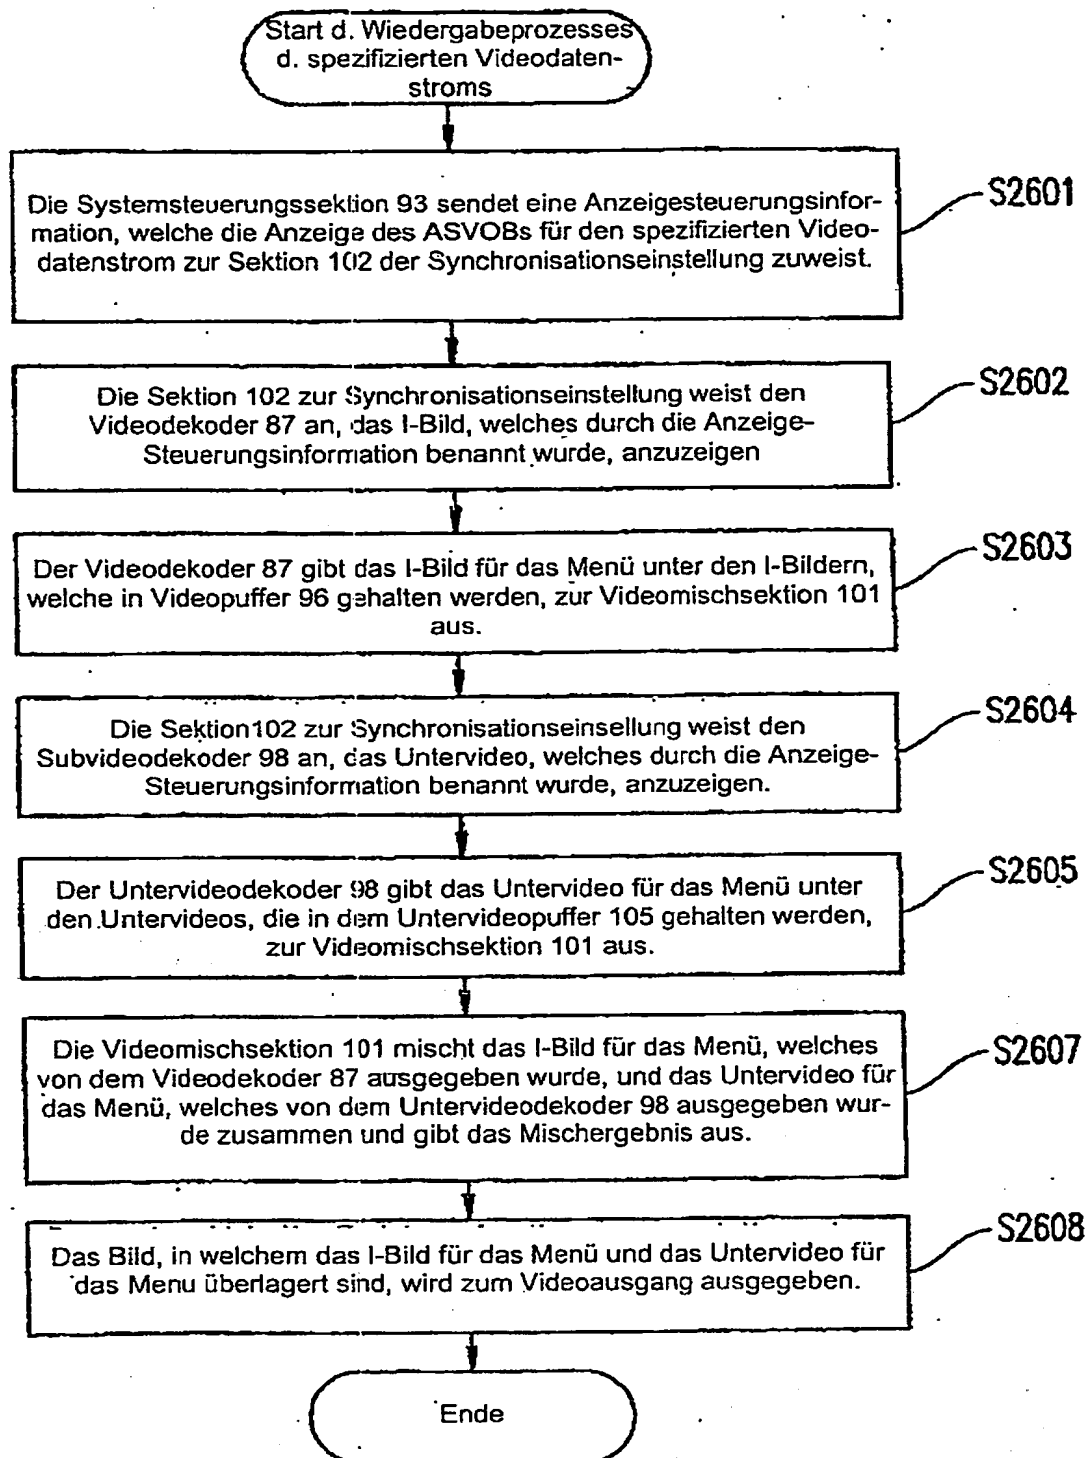 Start d. Wiedergabeprozesses
d. spezifizierten Videodaten-
stroms
Die Systemsteuerungssektion 93 sendet eine Anzeigesteuerungsinfor-
mation, welche die Anzeige des ASVOBs für den spezifizierten Video-
datenstrom zur Sektion 102 der Synchronisationseinstellung zuweist.
S2601
Die Sektion 102 zur Synchronisationseinstellung weist den
Videodekoder 87 an, das I-Bild, welches durch die Anzeige-
Steuerungsinformation benannt wurde, anzuzeigen
S2602
Der Videodekoder 87 gibt das I-Bild für das Menü unter den I-Bildern,
welche in Videopuffer 96 gehalten werden, zur Videomischsektion 101
aus.
S2603
Die Sektion102 zur Synchronisationseinsellung weist den
Subvideodekoder 98 an, das Untervideo, welches durch die Anzeige-
Steuerungsinformation benannt wurde, anzuzeigen.
S2604
Der Untervideodekoder 98 gibt das Untervideo für das Menü unter
den Untervideos, die in dem Untervideopuffer 105 gehalten werden,
zur Videomischsektion 101 aus.
S2605
Die Videomischsektion 101 mischt das I-Bild für das Menü, welches
von dem Videodekoder 87 ausgegeben wurde, und das Untervideo für
das Menü, welches von dem Untervideodekoder 98 ausgegeben wur-
de zusammen und gibt das Mischergebnis aus.
S2607
Das Bild, in welchem das I-Bild für das Menü und das Untervideo für
das Menu überlagert sind, wird zum Videoausgang ausgegeben.
S2608
Ende